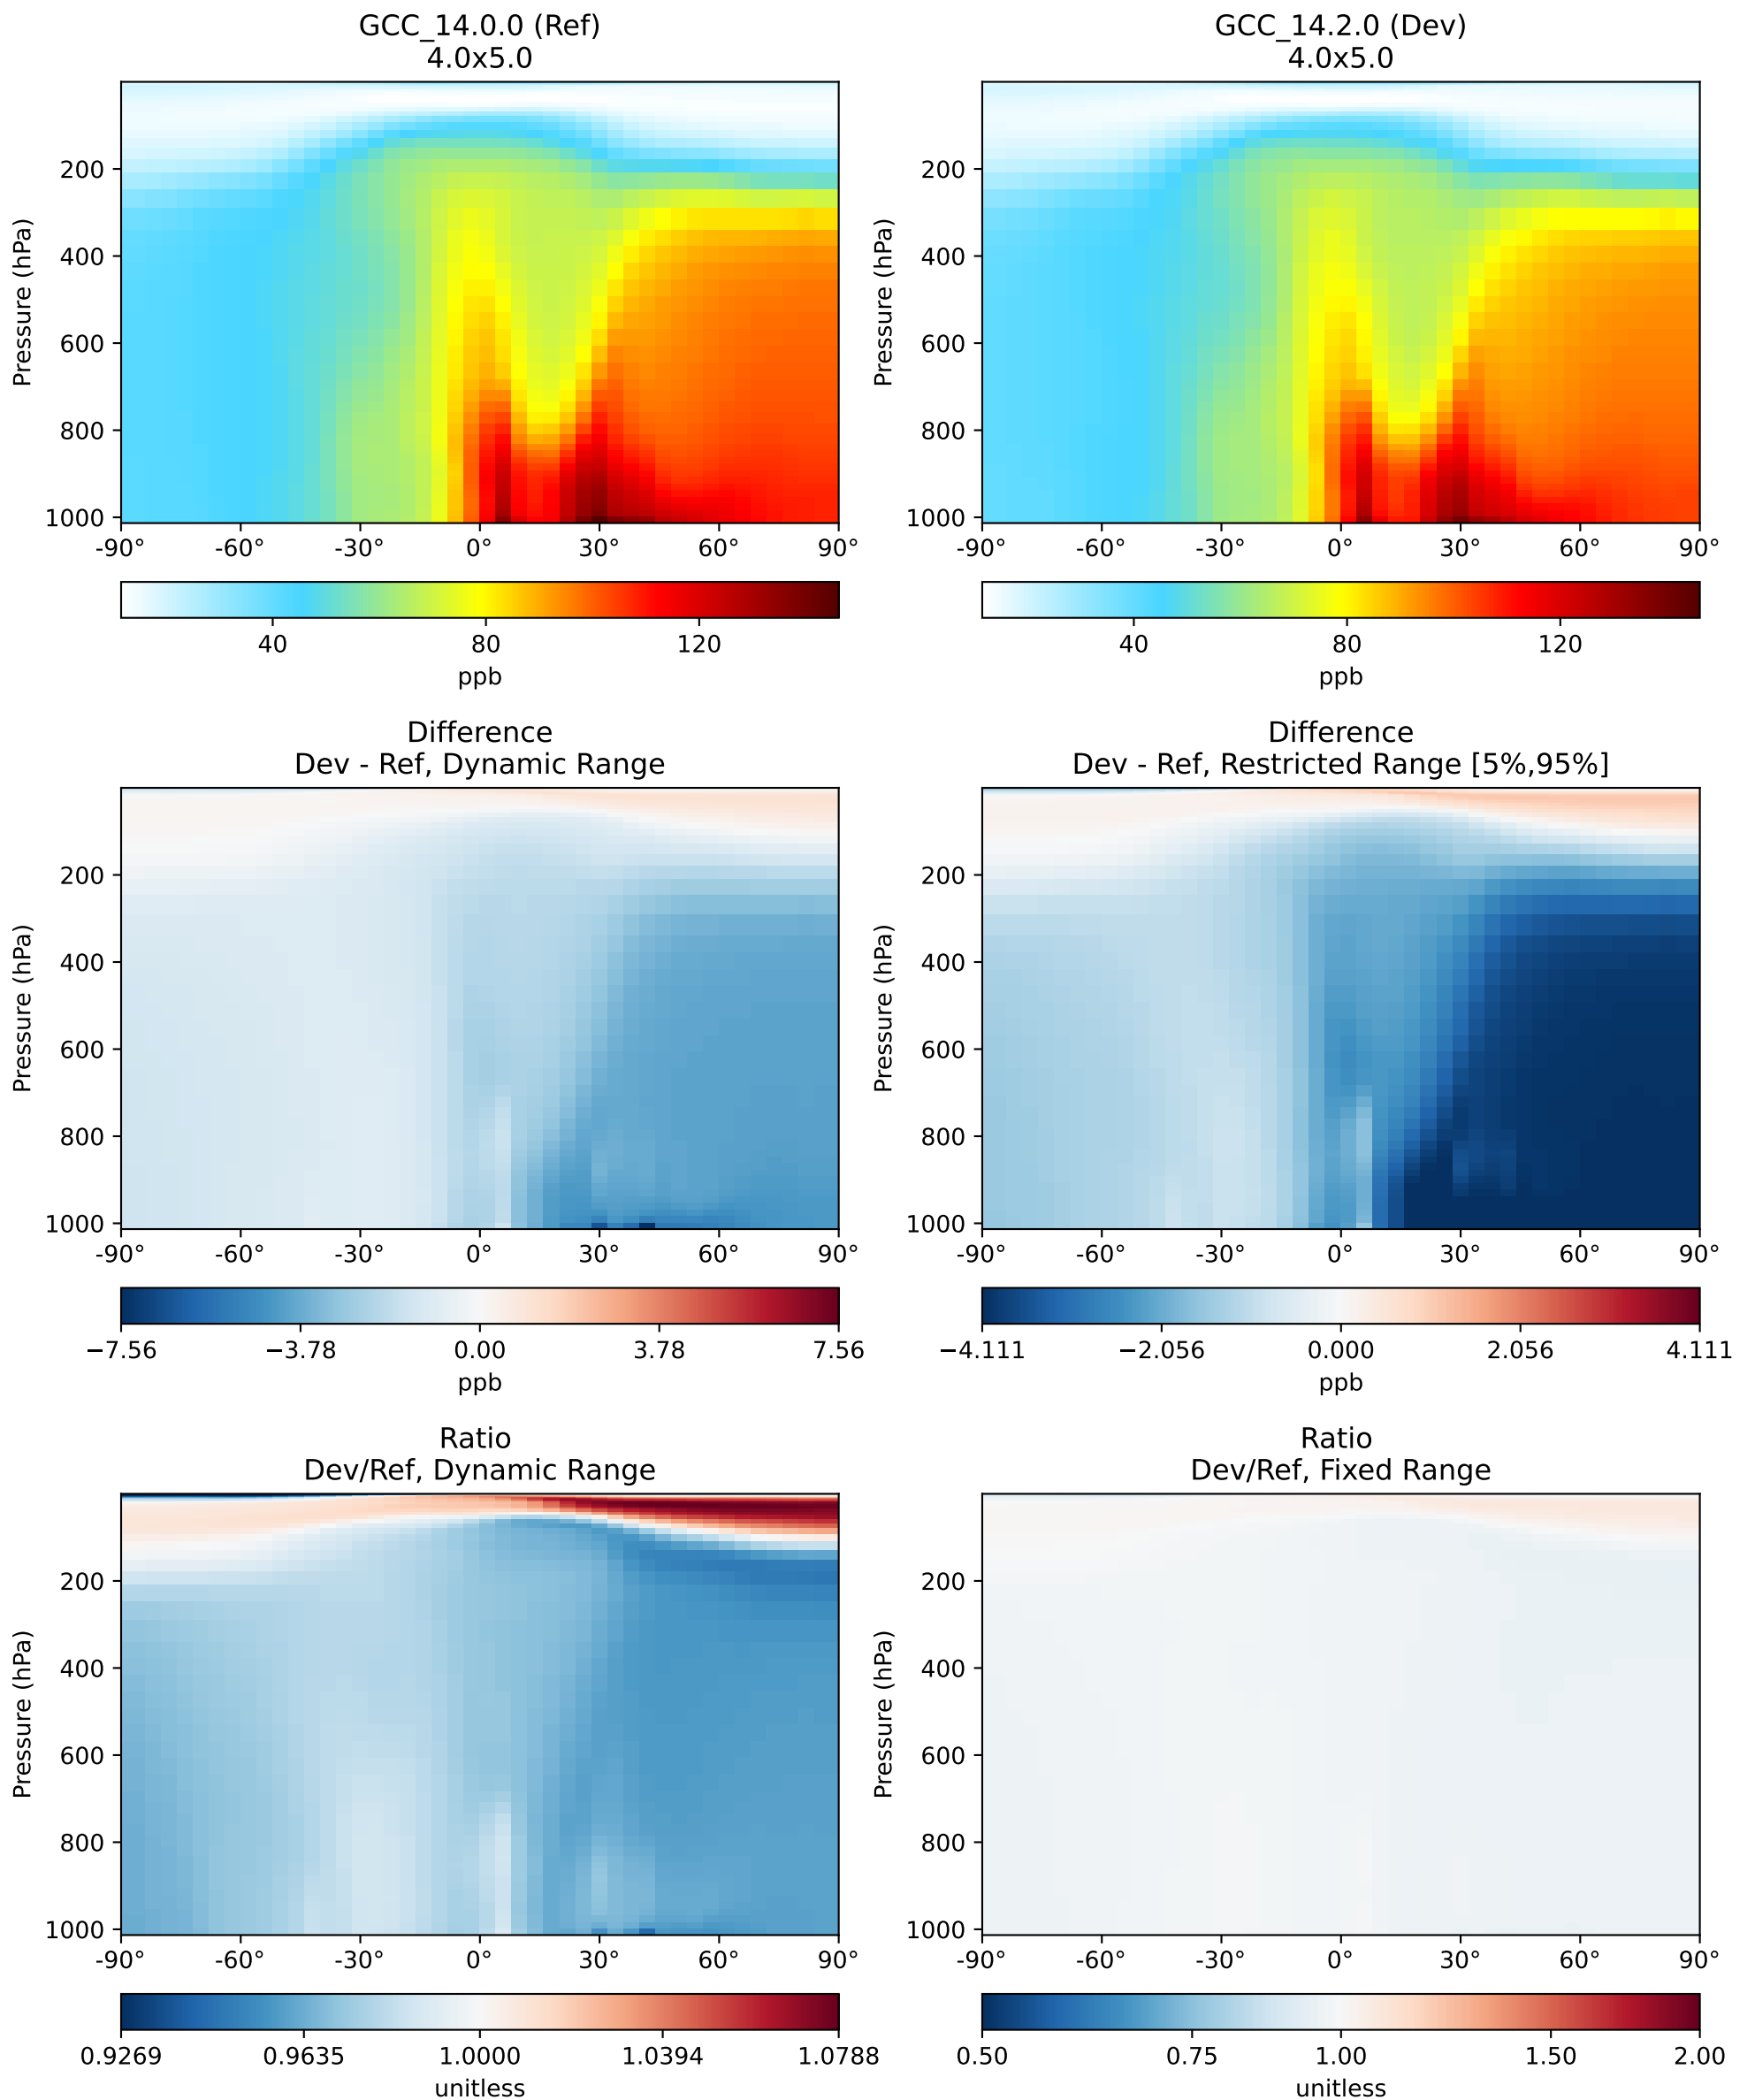 GCC_14.0.0 (Ref)
4.0x5.0
GCC_14.2.0 (Dev)
4.0x5.0
Pressure (hPa)
200
400
600
800
1000
-90° -60° -30° 0° 30° 60° 90°
40 80 120
ppb
Pressure (hPa)
200
400
600
800
1000
-90° -60° -30° 0° 30° 60° 90°
40 80 120
ppb
Difference
Dev - Ref, Dynamic Range
Pressure (hPa)
200
400
600
800
1000
-90° -60° -30° 0° 30° 60° 90°
−7.56 −3.78 0.00 3.78 7.56
ppb
Difference
Dev - Ref, Restricted Range [5%,95%]
Pressure (hPa)
200
400
600
800
1000
-90° -60° -30° 0° 30° 60° 90°
−4.111 −2.056 0.000 2.056 4.111
ppb
Ratio
Dev/Ref, Dynamic Range
Pressure (hPa)
200
400
600
800
1000
-90° -60° -30° 0° 30° 60° 90°
0.9269 0.9635 1.0000 1.0394 1.0788
unitless
Ratio
Dev/Ref, Fixed Range
Pressure (hPa)
200
400
600
800
1000
-90° -60° -30° 0° 30° 60° 90°
0.50 0.75 1.00 1.50 2.00
unitless